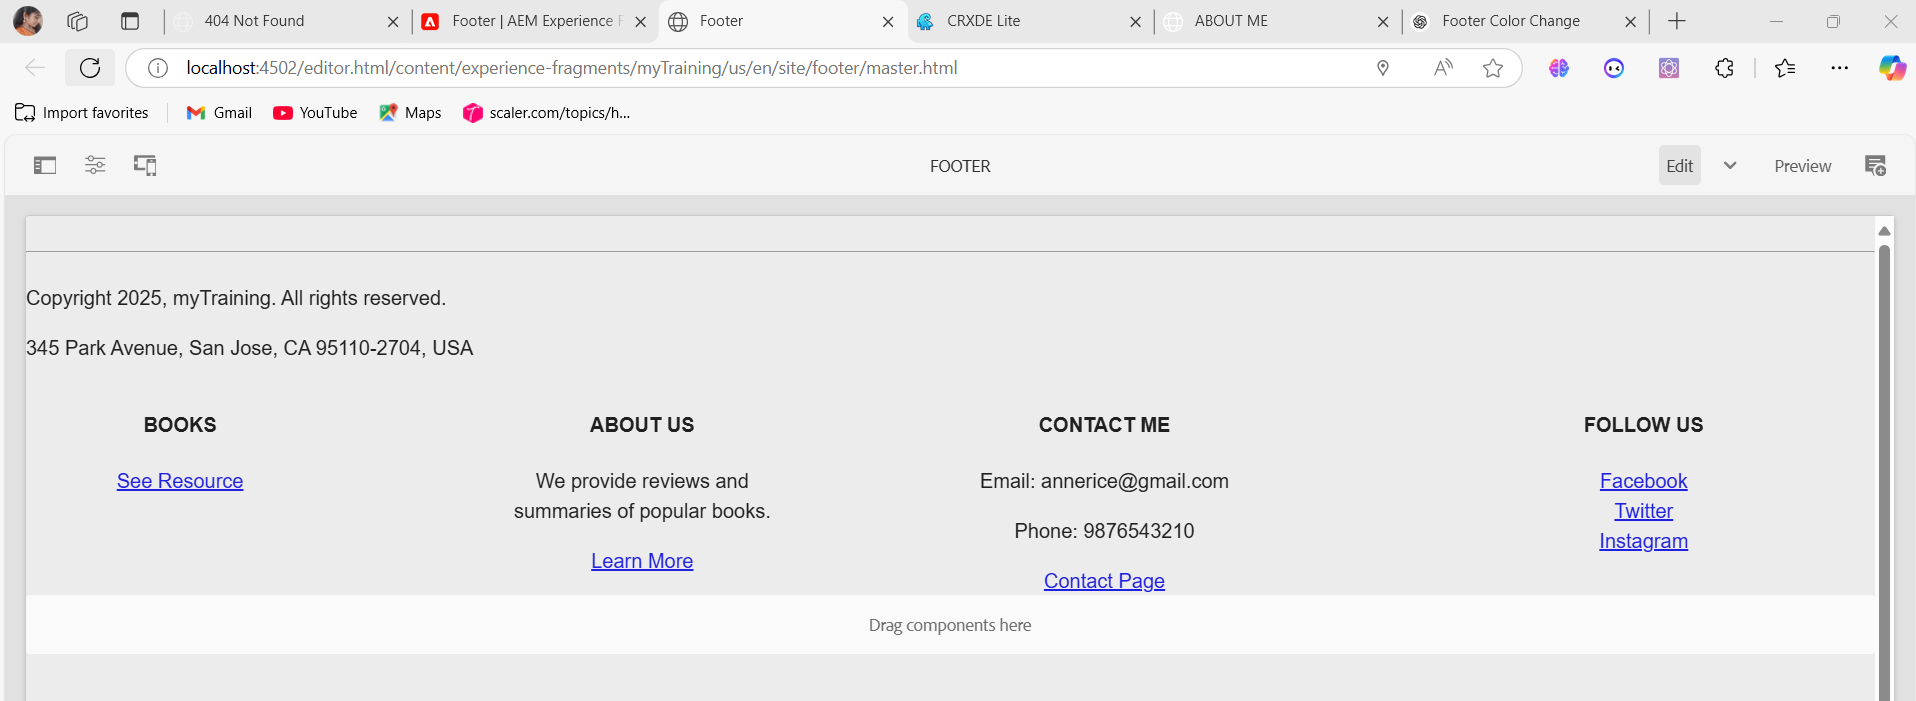 404 Not Found
Footer | AEM Experience F
Footer
CRXDE Lite
ABOUT ME
Footer Color Change
localhost:4502/editor.html/content/experience-fragments/myTraining/us/en/site/footer/master.html
Import favorites
Gmail
YouTube
Maps
scaler.com/topics/h...
FOOTER
Edit
Preview
Copyright 2025, myTraining. All rights reserved.
345 Park Avenue, San Jose, CA 95110-2704, USA
BOOKS
See Resource
ABOUT US
We provide reviews and
summaries of popular books.
Learn More
CONTACT ME
Email: annerice@gmail.com
Phone: 9876543210
Contact Page
FOLLOW US
Facebook
Twitter
Instagram
Drag components here